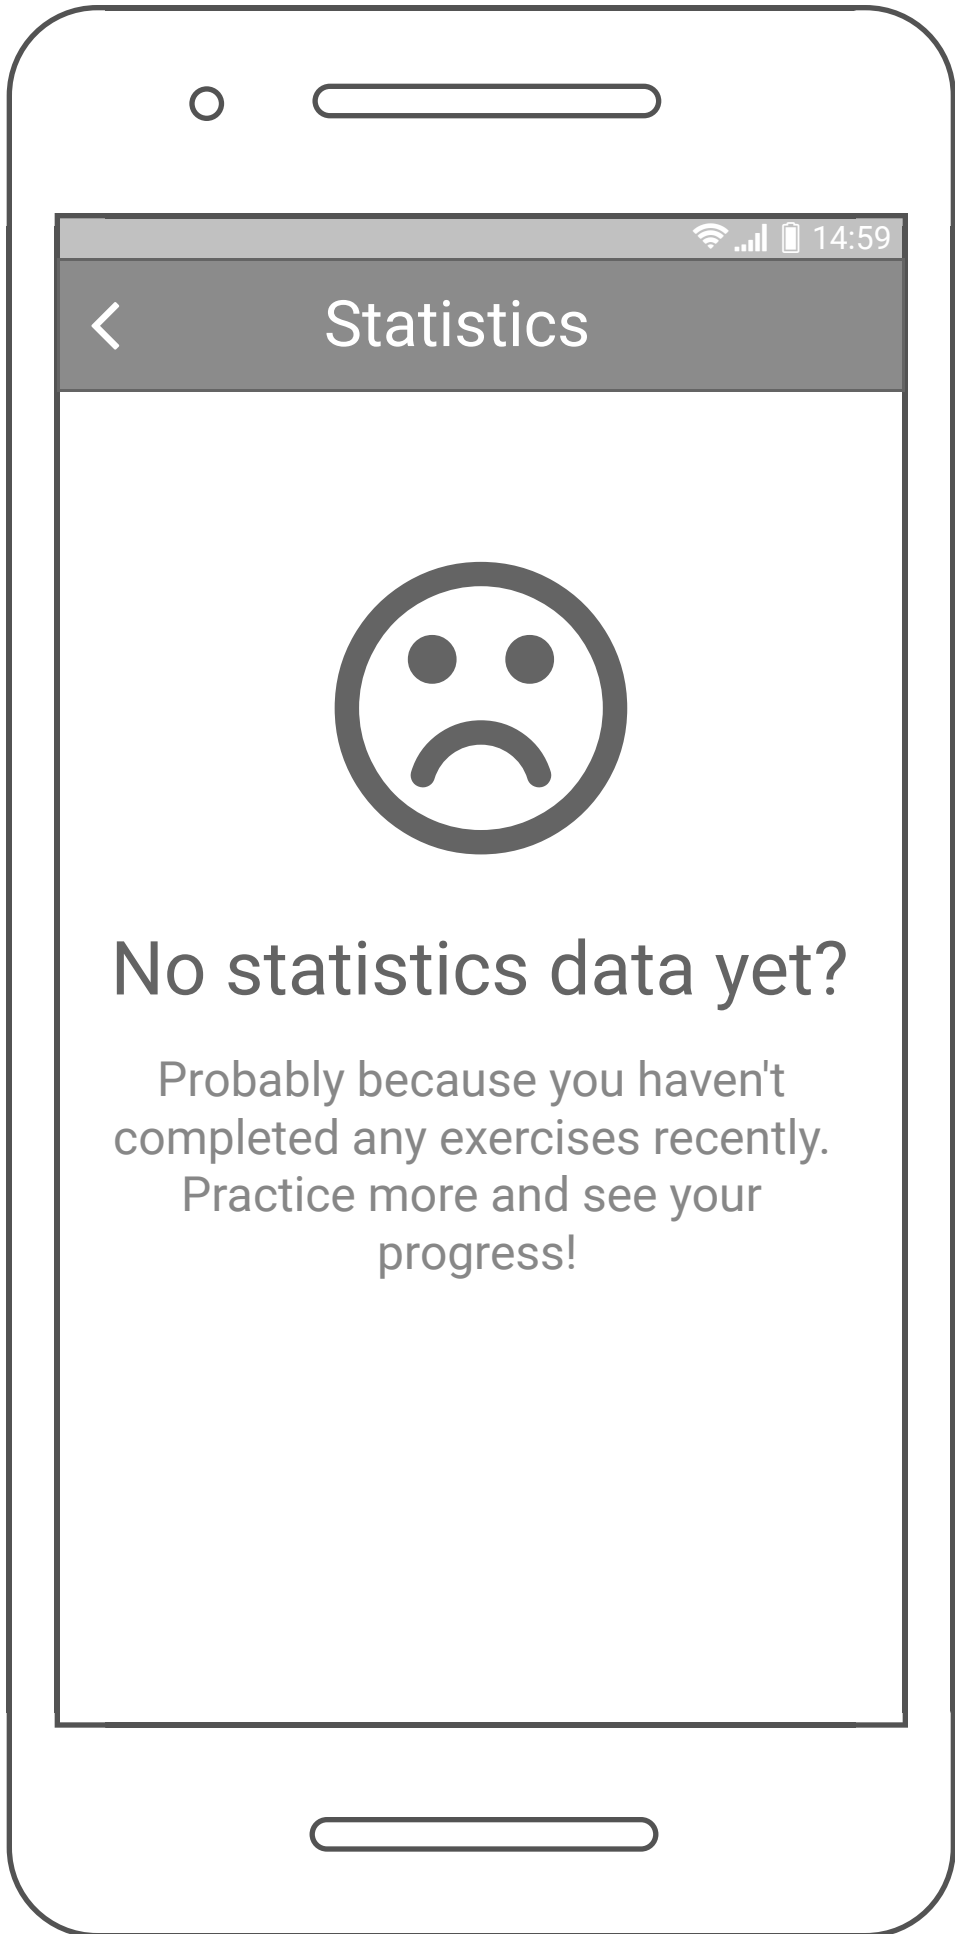 14:59
Statistics
No statistics data yet?
Probably because you haven't
completed any exercises recently.
Practice more and see your
progress!